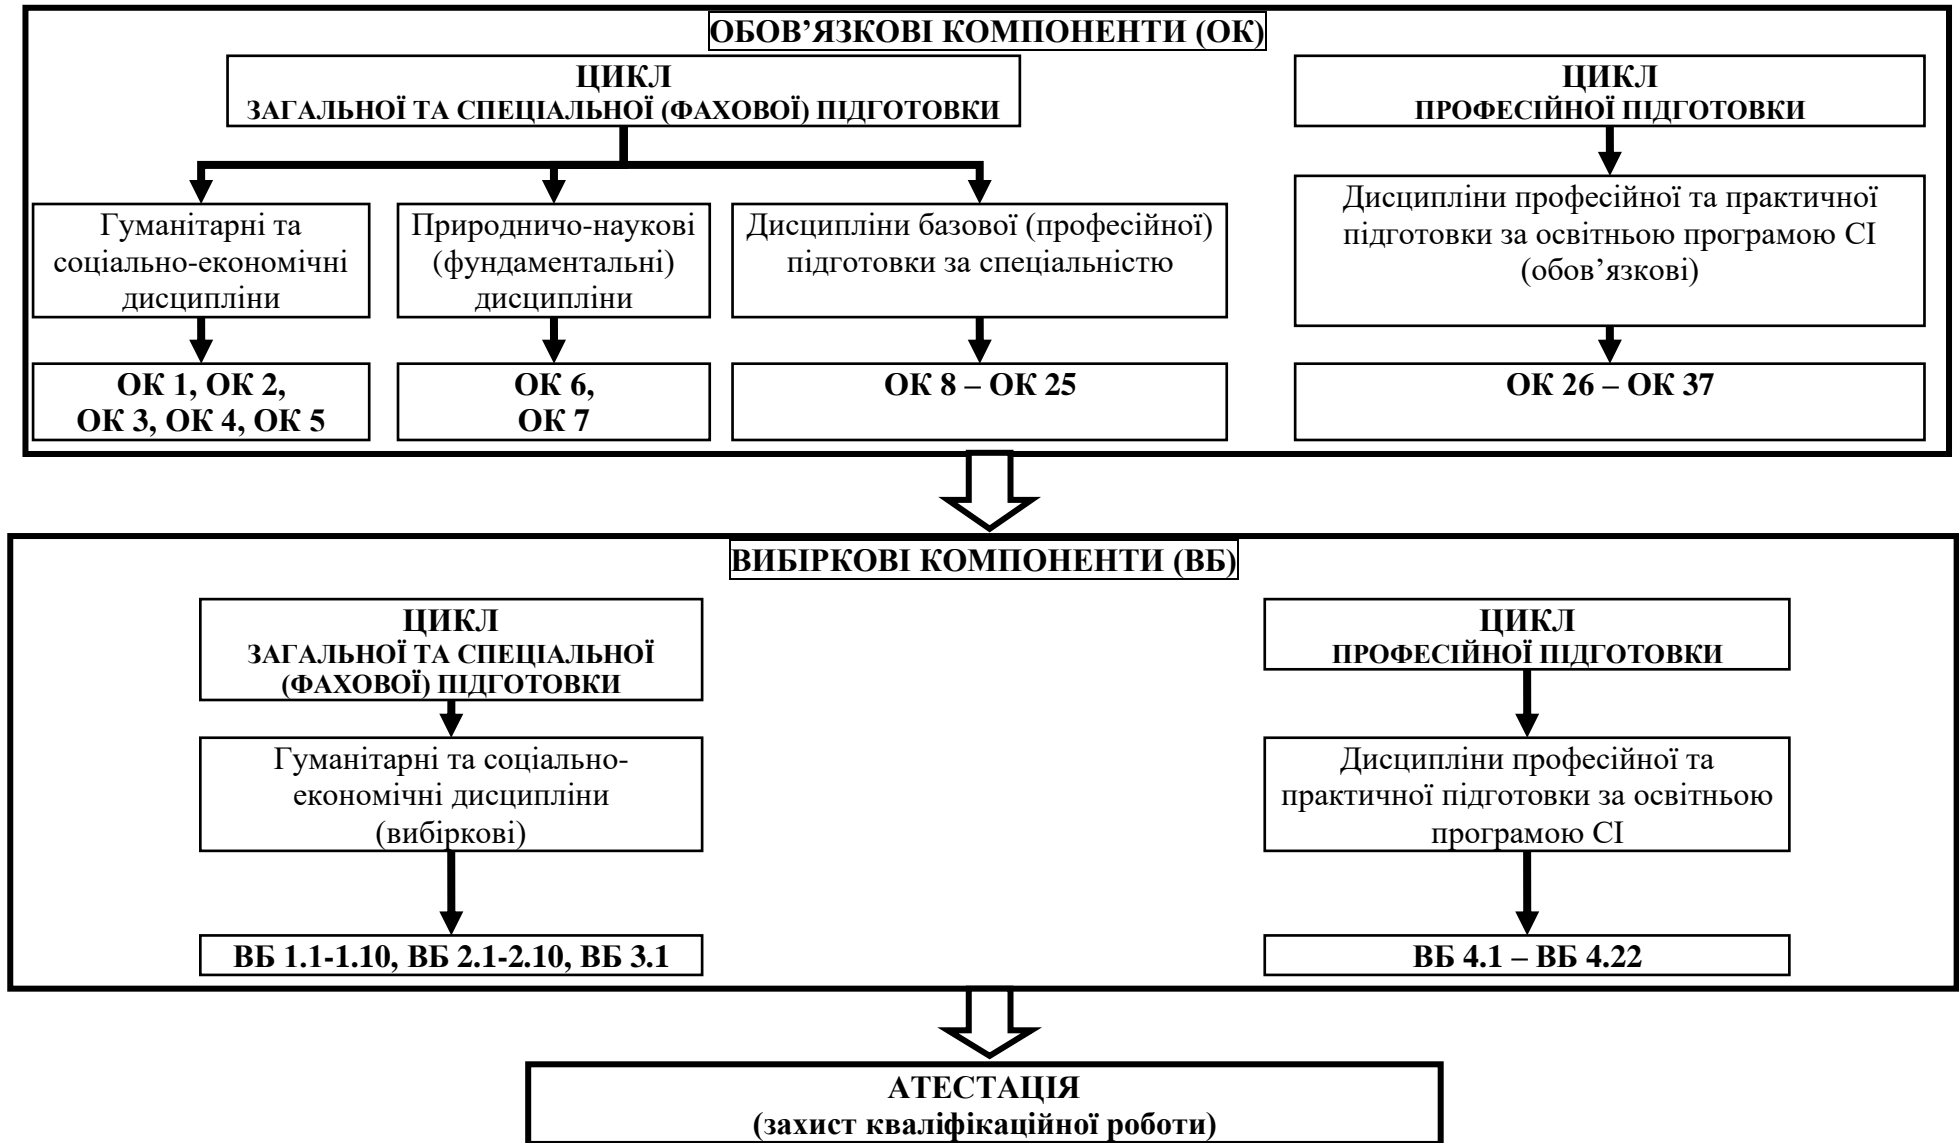 ОБОВ’ЯЗКОВІ КОМПОНЕНТИ (ОК)
ЦИКЛ
ЗАГАЛЬНОЇ ТА СПЕЦІАЛЬНОЇ (ФАХОВОЇ) ПІДГОТОВКИ
ЦИКЛ
ПРОФЕСІЙНОЇ ПІДГОТОВКИ
Гуманітарні та
соціально-економічні
дисципліни
Природничо-наукові
(фундаментальні)
дисципліни
Дисципліни базової (професійної)
підготовки за спеціальністю
Дисципліни професійної та практичної
підготовки за освітньою програмою СІ
(обов’язкові)
ОК 1, ОК 2,
ОК 3, ОК 4, ОК 5
ОК 6,
ОК 7
ОК 8 – ОК 25
ОК 26 – ОК 37
ВИБІРКОВІ КОМПОНЕНТИ (ВБ)
ЦИКЛ
ЗАГАЛЬНОЇ ТА СПЕЦІАЛЬНОЇ
(ФАХОВОЇ) ПІДГОТОВКИ
ЦИКЛ
ПРОФЕСІЙНОЇ ПІДГОТОВКИ
Гуманітарні та соціально-
економічні дисципліни
(вибіркові)
Дисципліни професійної та
практичної підготовки за освітньою
програмою СІ
ВБ 1.1-1.10, ВБ 2.1-2.10, ВБ 3.1
ВБ 4.1 – ВБ 4.22
АТЕСТАЦІЯ
(захист кваліфікаційної роботи)